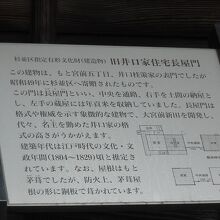 杉並区指定有形文化財(建造物) 旧井口家住宅長屋門
この建物は、もと宮前五丁目、井口桂策家の表門でしたが
昭和49年に杉並区へ寄贈されたものです。
この門は長屋門といい、中央を通路、右手を土間の納屋とし
左手の蔵屋には年貢米を収納していました。長屋門は
格式や権威を示す象徴的な建物で、大宮前新田を開発し
代々、名主を勤めた井口家の格
式の高さがうかがえます。
建築年代は江戸時代の文化・文
政年間(1804〜1829)頃と推定さ
れています。なお、屋根はもと
茅葺でしたが、防火上、茅葺屋
根の形に銅板で葺かれています。